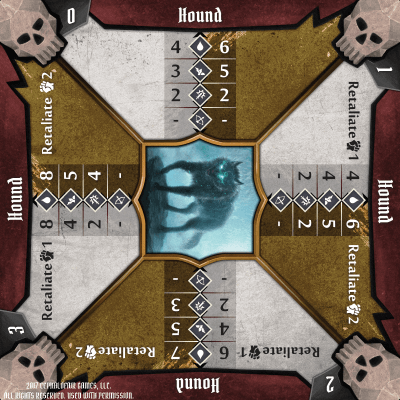 0
Hound
4 6
3 5
2 2
- -
1
Hound
Retaliate 1
Retaliate 2
4 6
4 5
2 2
- -
2
Hound
Retaliate 1
Retaliate 2
6 7
4 5
2 3
- -
3
Hound
Retaliate 1
Retaliate 2
8 8
4 5
2 4
- -
2017 CEPHALOFAIR GAMES, LLC.
ALL RIGHTS RESERVED. USED WITH PERMISSION.